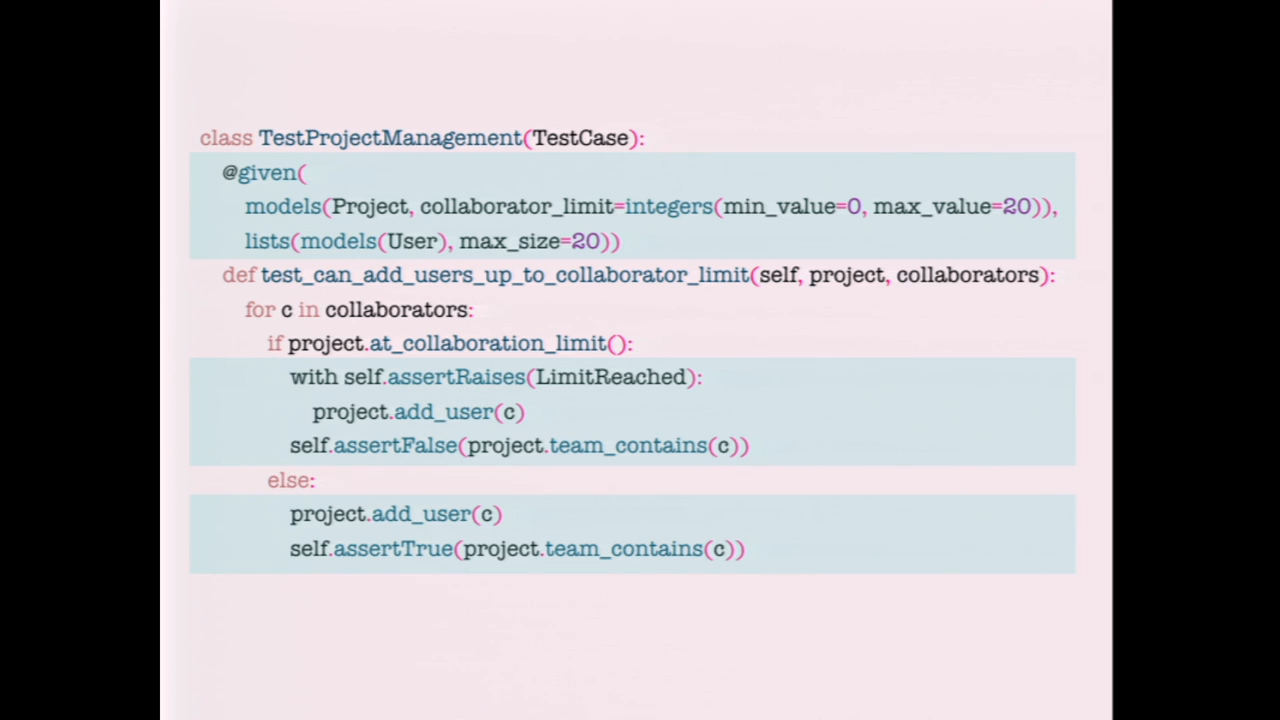 class TestProjectManagement(TestCase):
@given(
models(Project, collaborator_limit=integers(min_value=0, max_value=20)),
lists(models(User), max_size=20))
def test_can_add_users_up_to_collaborator_limit(self, project, collaborators):
for c in collaborators:
if project.at_collaboration_limit():
with self.assertRaises(LimitReached):
project.add_user(c)
self.assertFalse(project.team_contains(c))
else:
project.add_user(c)
self.assertTrue(project.team_contains(c))